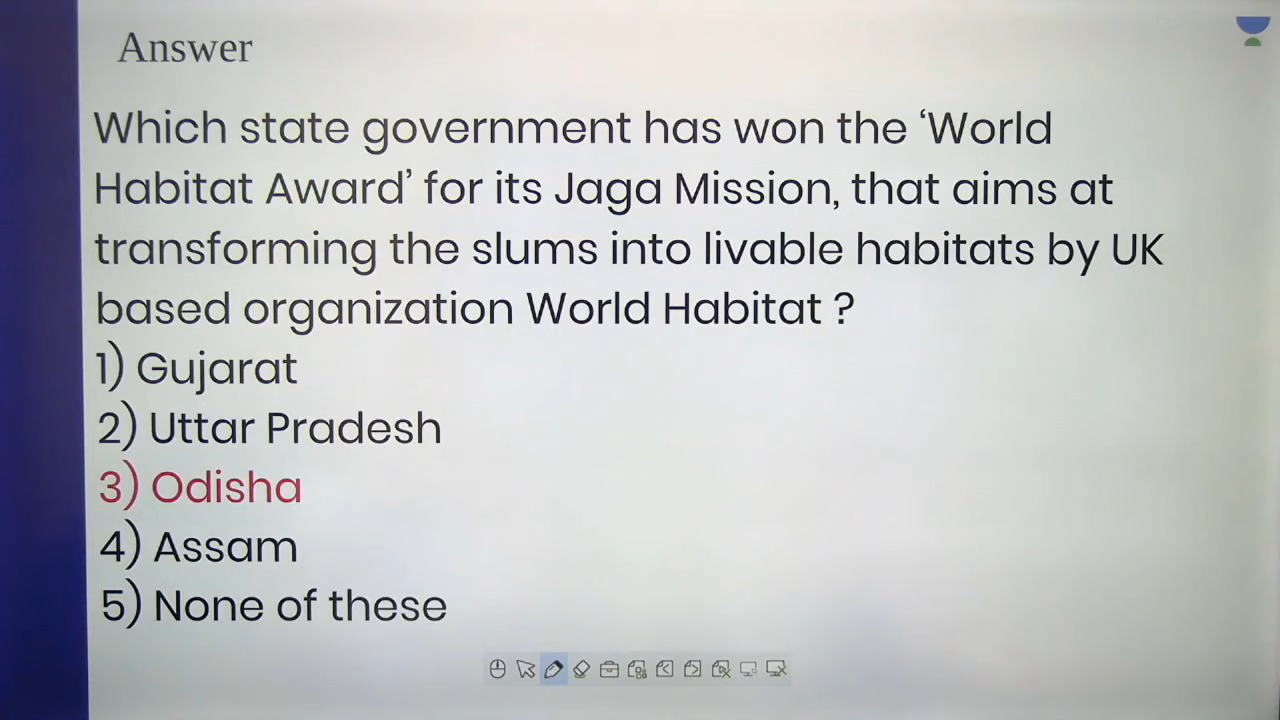 Answer
Which state government has won the ‘World
Habitat Award’ for its Jaga Mission, that aims at
transforming the slums into livable habitats by UK
based organization World Habitat ?
1) Gujarat
2) Uttar Pradesh
3) Odisha
4) Assam
5) None of these